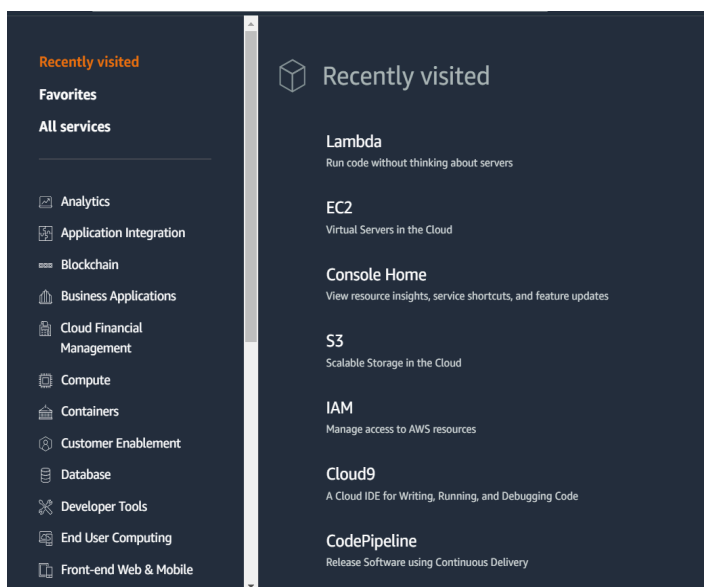 Recently visited
Favorites
All services
Analytics
Application Integration
Blockchain
Business Applications
Cloud Financial
Management
Compute
Containers
Customer Enablement
Database
Developer Tools
End User Computing
Front-end Web & Mobile
Recently visited
Lambda
Run code without thinking about servers
EC2
Virtual Servers in the Cloud
Console Home
View resource insights, service shortcuts, and feature updates
S3
Scalable Storage in the Cloud
IAM
Manage access to AWS resources
Cloud9
A Cloud IDE for Writing, Running, and Debugging Code
CodePipeline
Release Software using Continuous Delivery